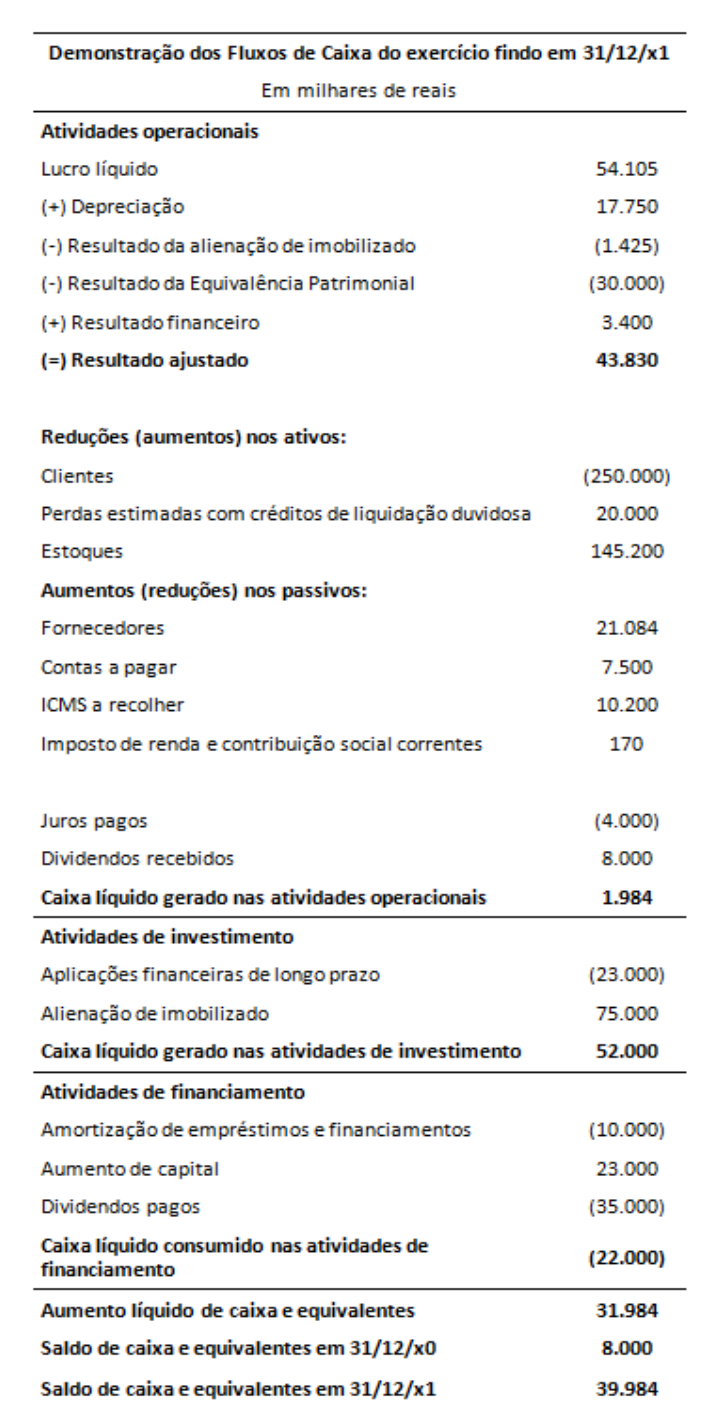 Demonstração dos Fluxos de Caixa do exercício findo em 31/12/x1
Em milhares de reais
Atividades operacionais
Lucro líquido 54.105
(+) Depreciação 17.750
(-) Resultado da alienação de imobilizado (1.425)
(-) Resultado da Equivalência Patrimonial (30.000)
(+) Resultado financeiro 3.400
(=) Resultado ajustado 43.830
Reduções (aumentos) nos ativos:
Clientes (250.000)
Perdas estimadas com créditos de liquidação duvidosa 20.000
Estoques 145.200
Aumentos (reduções) nos passivos:
Fornecedores 21.084
Contas a pagar 7.500
ICMS a recolher 10.200
Imposto de renda e contribuição social correntes 170
Juros pagos (4.000)
Dividendos recebidos 8.000
Caixa líquido gerado nas atividades operacionais 1.984
Atividades de investimento
Aplicações financeiras de longo prazo (23.000)
Alienação de imobilizado 75.000
Caixa líquido gerado nas atividades de investimento 52.000
Atividades de financiamento
Amortização de empréstimos e financiamentos (10.000)
Aumento de capital 23.000
Dividendos pagos (35.000)
Caixa líquido consumido nas atividades de
financiamento (22.000)
Aumento líquido de caixa e equivalentes 31.984
Saldo de caixa e equivalentes em 31/12/x0 8.000
Saldo de caixa e equivalentes em 31/12/x1 39.984